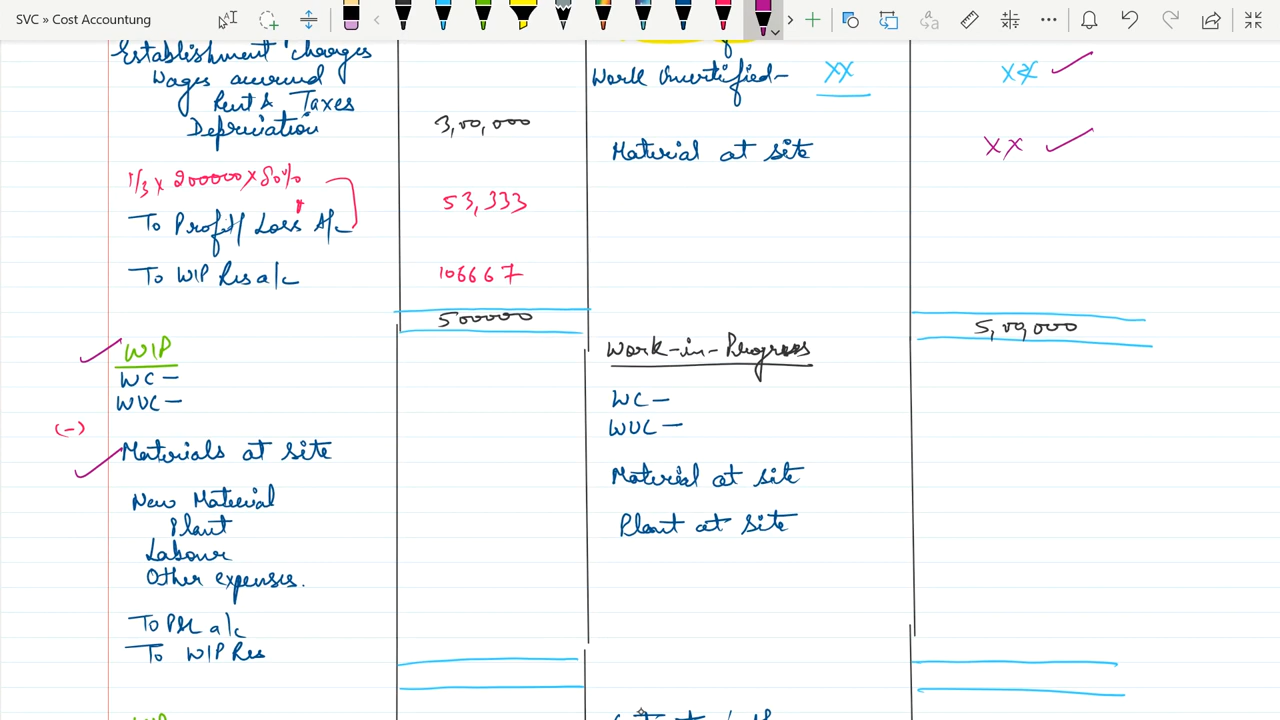 SVC » Cost Accountung
Establishment charges
Wages accrued
Rent & Taxes
Depriation
3,00,000
Work Uncertified- XX XX
Material at site XX
1/3 x 200000 x 80%
To Profit/ Loss A/c
53,333
To WIP Res a/c
106667
500000
5,00,000
WIP
WC -
WUC -
(-)
Materials at site
New Material
Plant
Labour
Other expenses.
To P&L a/c
To WIP Res
Work-in-Progress
WC -
WUC -
Material at site
Plant at site